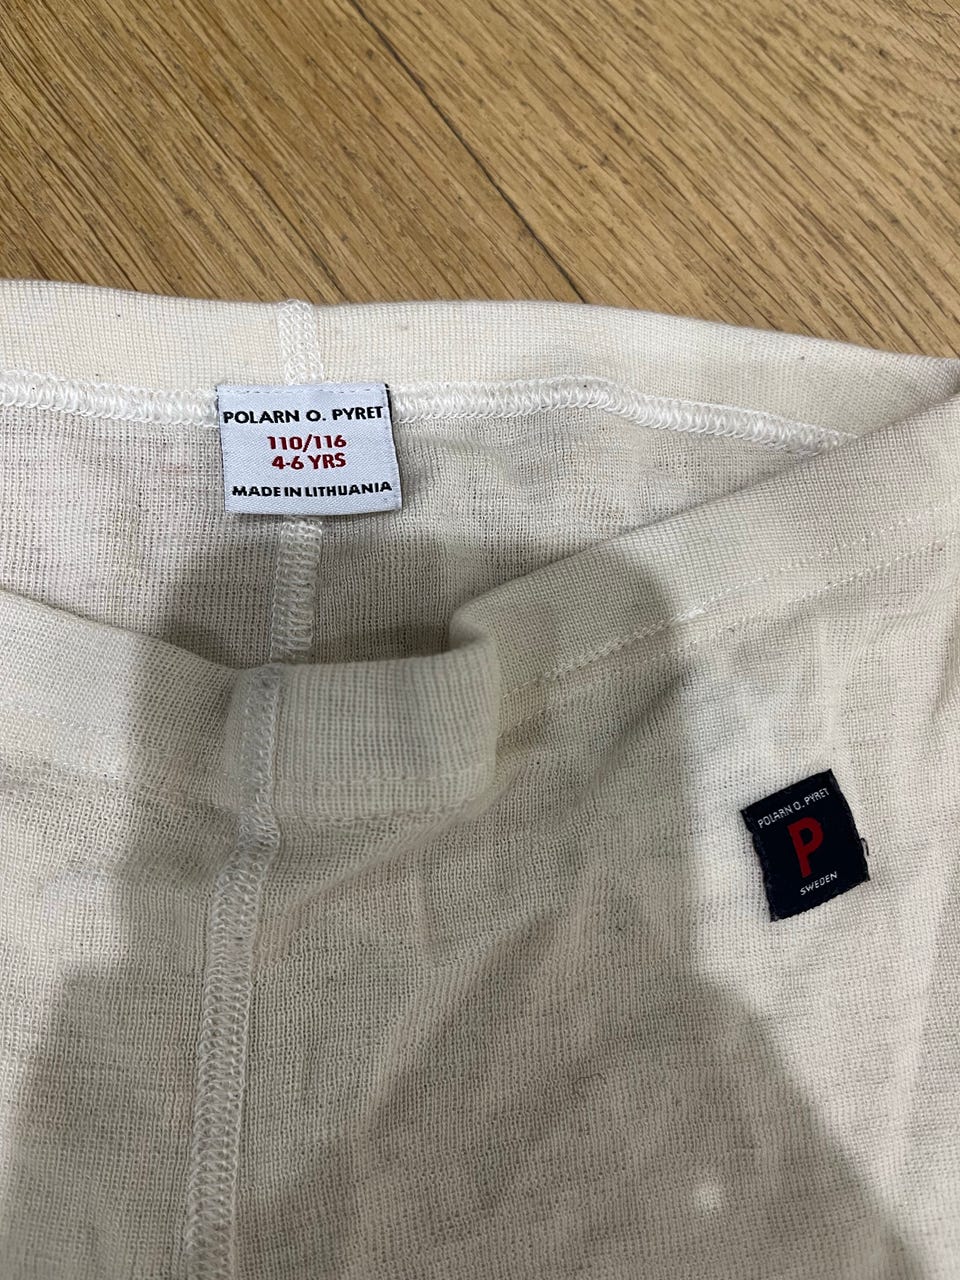 POLARN O. PYRET
110/116
4-6 YRS
MADE IN LITHUANIA
POLARN O. PYRET
P
SWEDEN